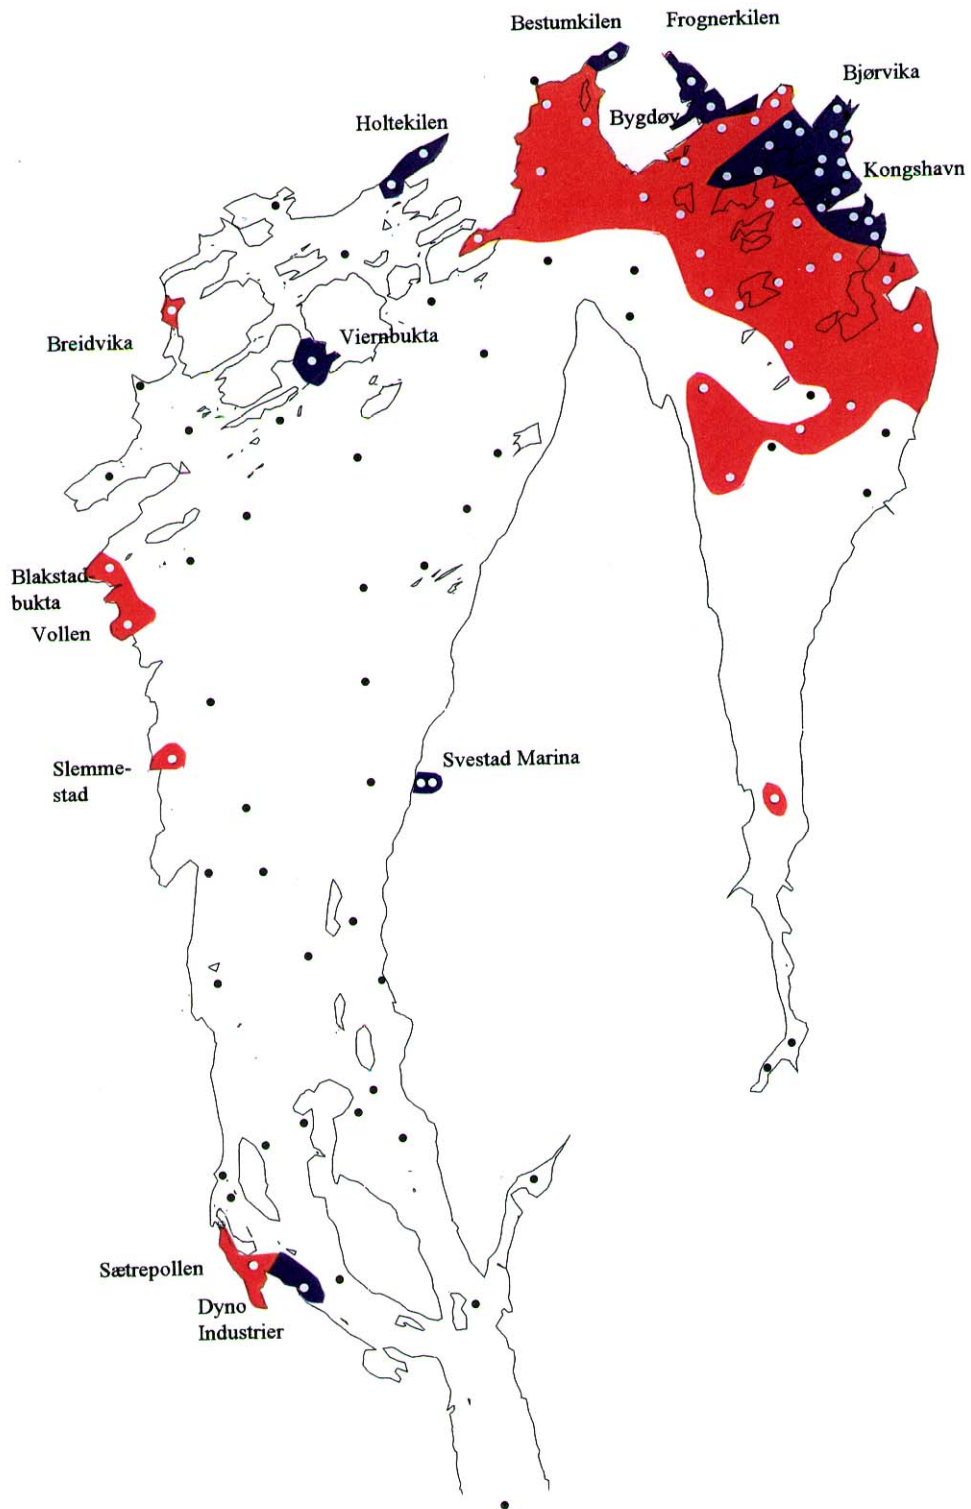 Bestumkilen
Frognerkilen
Bjørvika
Holtekilen
Bygdøy
Kongshavn
Breidvika
Viernbukta
Blakstad-
bukta
Vollen
Slemme-
stad
Svestad Marina
Sætrepollen
Dyno
Industrier